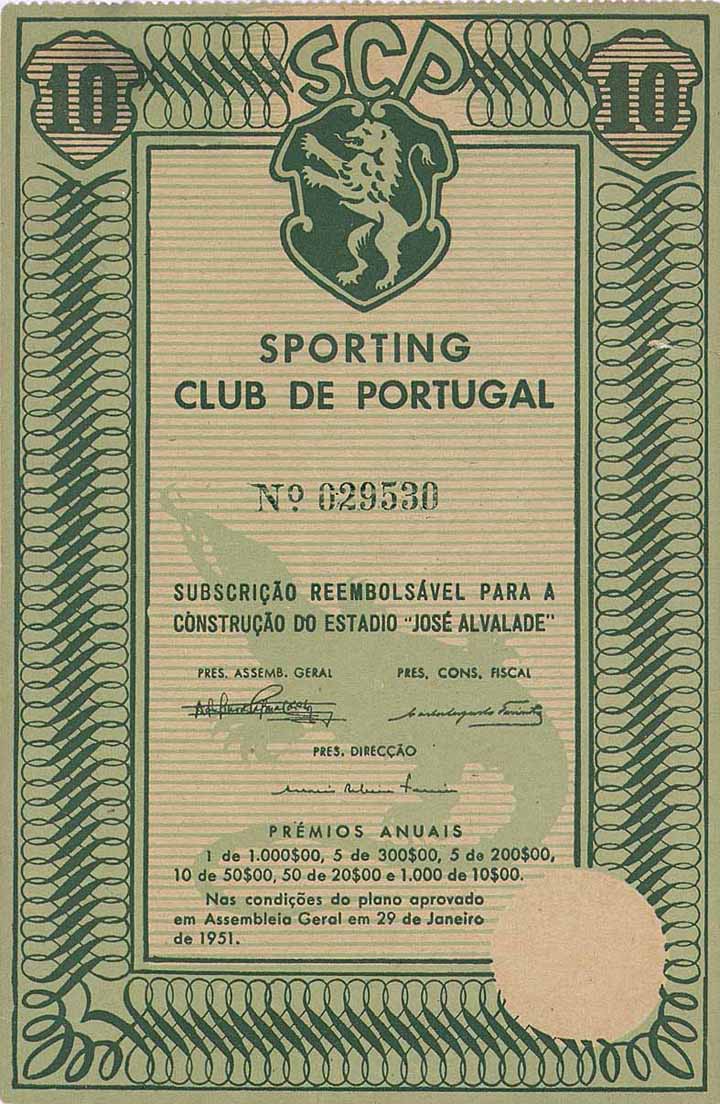 SCP
10 10
SPORTING
CLUB DE PORTUGAL
Nº 029530
SUBSCRIÇÃO REEMBOLSÁVEL PARA A
CONSTRUÇÃO DO ESTADIO "JOSÉ ALVALADE"
PRES. ASSEMB. GERAL PRES. CONS. FISCAL
PRES. DIRECÇÃO
PRÉMIOS ANUAIS
1 de 1.000$00, 5 de 300$00, 5 de 200$00,
10 de 50$00, 50 de 20$00 e 1.000 de 10$00.
Nas condições do plano aprovado
em Assembleia Geral em 29 de Janeiro
de 1951.